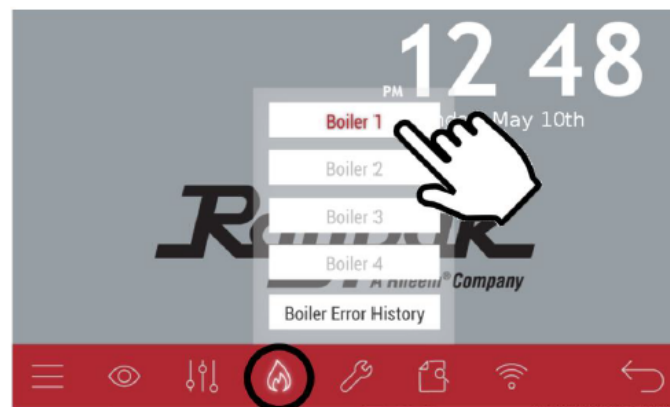 12 48
PM
Boiler 1
May 10th
Boiler 2
Boiler 3
Boiler 4
A Rheem® Company
Boiler Error History